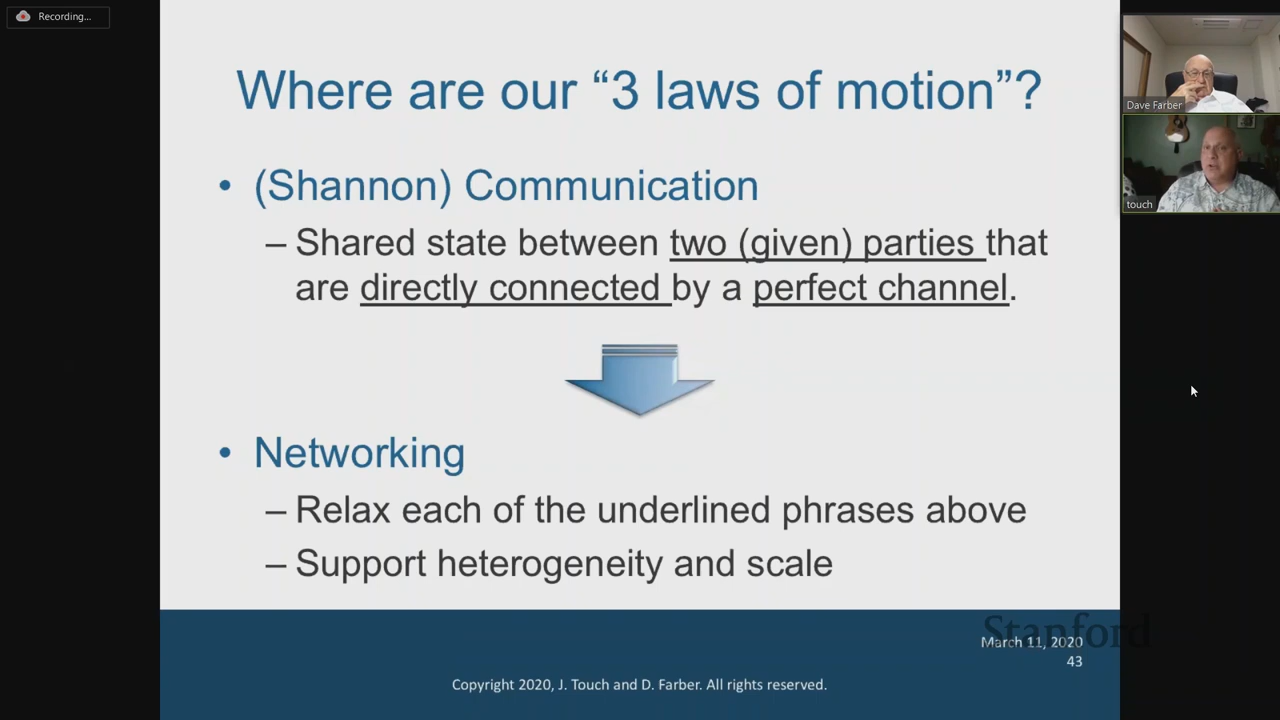 Recording...
Where are our “3 laws of motion”?
• (Shannon) Communication
– Shared state between two (given) parties that
are directly connected by a perfect channel.
• Networking
– Relax each of the underlined phrases above
– Support heterogeneity and scale
Stanford
March 11, 2020
43
Copyright 2020, J. Touch and D. Farber. All rights reserved.
Dave Farber
touch